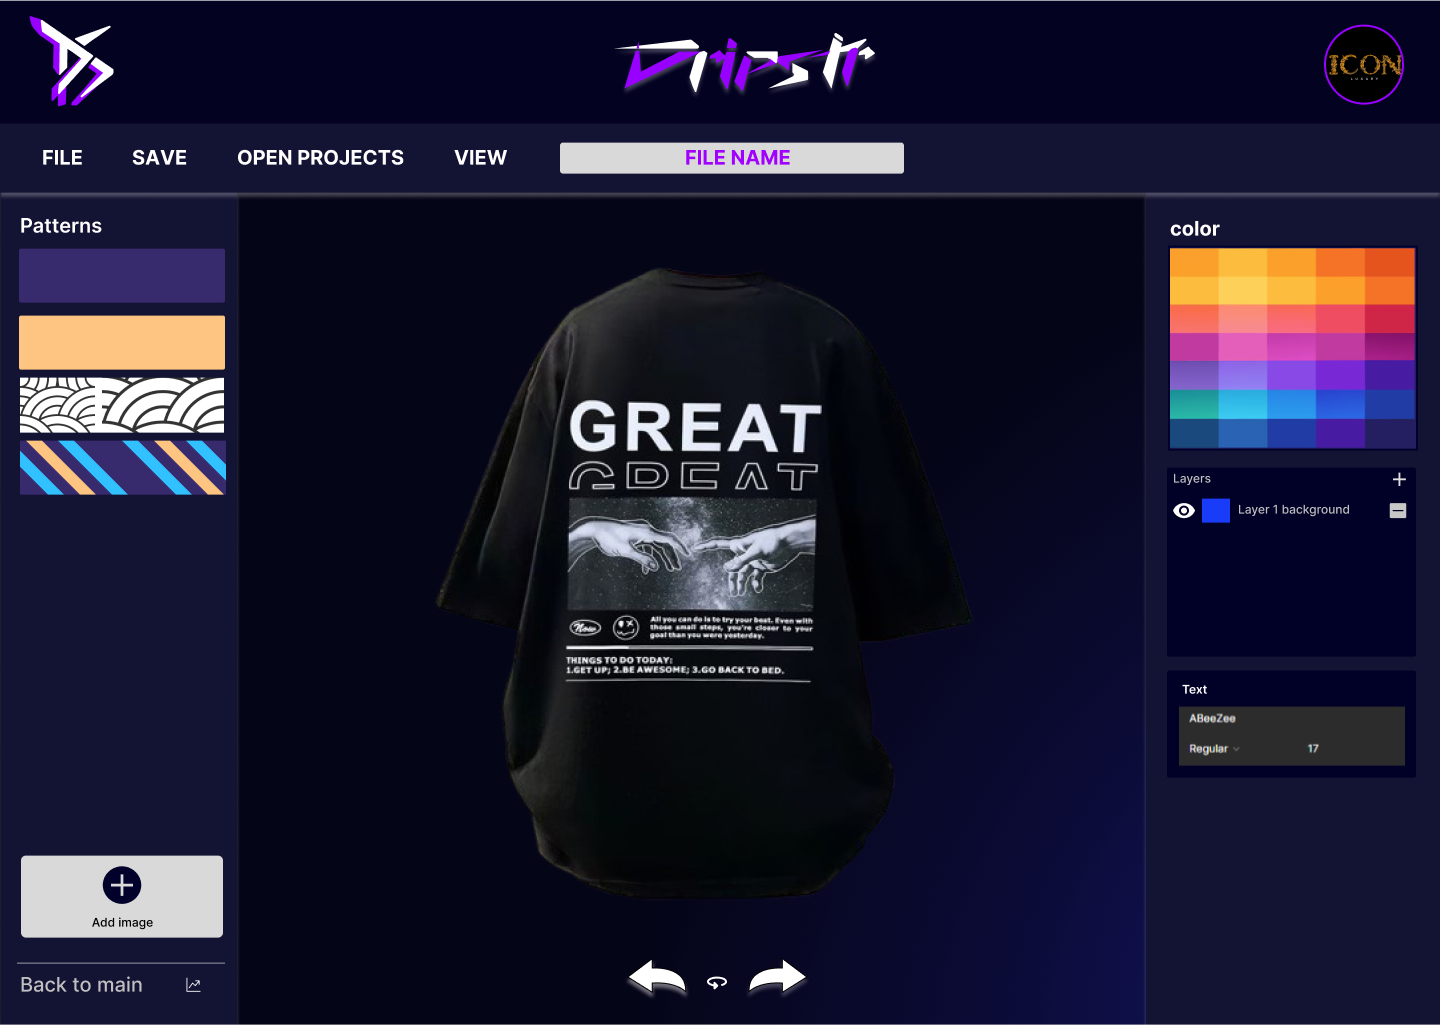 Dripstr
ICON
LUXURY
FILE
SAVE
OPEN PROJECTS
VIEW
FILE NAME
Patterns
color
GREAT
GREAT
Now
All you can do is to try your best. Even with
those small steps, you're closer to your
goal than you were yesterday.
THINGS TO DO TODAY:
1.GET UP; 2.BE AWESOME; 3.GO BACK TO BED.
Layers
Layer 1 background
Text
ABeeZee
Regular
17
Add image
Back to main